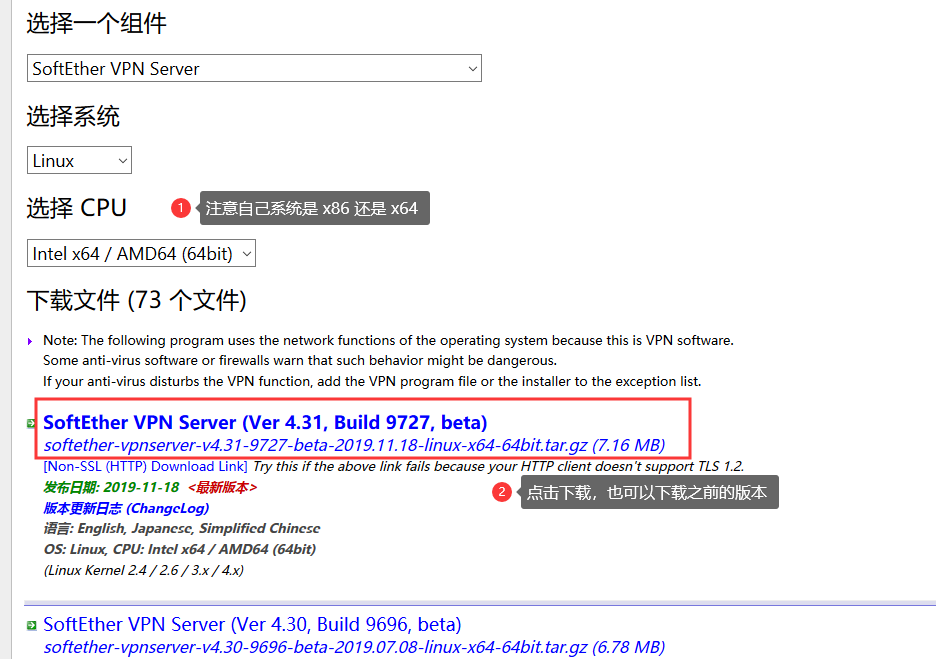 选择一个组件
SoftEther VPN Server
选择系统
Linux
选择 CPU
1 注意自己系统是 x86 还是 x64
Intel x64 / AMD64 (64bit)
下载文件 (73 个文件)
Note: The following program uses the network functions of the operating system because this is VPN software.
Some anti-virus software or firewalls warn that such behavior might be dangerous.
If your anti-virus disturbs the VPN function, add the VPN program file or the installer to the exception list.
SoftEther VPN Server (Ver 4.31, Build 9727, beta)
softether-vpnserver-v4.31-9727-beta-2019.11.18-linux-x64-64bit.tar.gz (7.16 MB)
[Non-SSL (HTTP) Download Link] Try this if the above link fails because your HTTP client doesn't support TLS 1.2.
发布日期: 2019-11-18 <最新版本>
2 点击下载，也可以下载之前的版本
版本更新日志 (ChangeLog)
语言: English, Japanese, Simplified Chinese
OS: Linux, CPU: Intel x64 / AMD64 (64bit)
(Linux Kernel 2.4 / 2.6 / 3.x / 4.x)
SoftEther VPN Server (Ver 4.30, Build 9696, beta)
softether-vpnserver-v4.30-9696-beta-2019.07.08-linux-x64-64bit.tar.gz (6.78 MB)